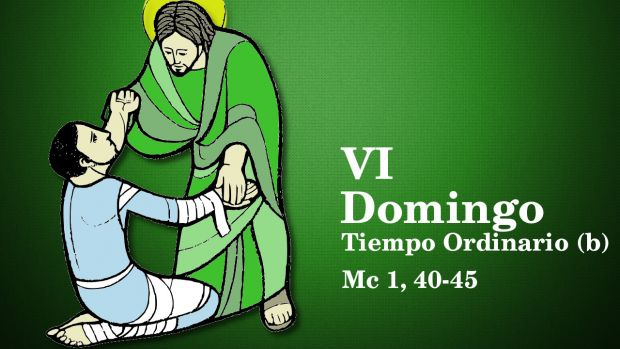 VI
Domingo
Tiempo Ordinario (b)
Mc 1, 40-45